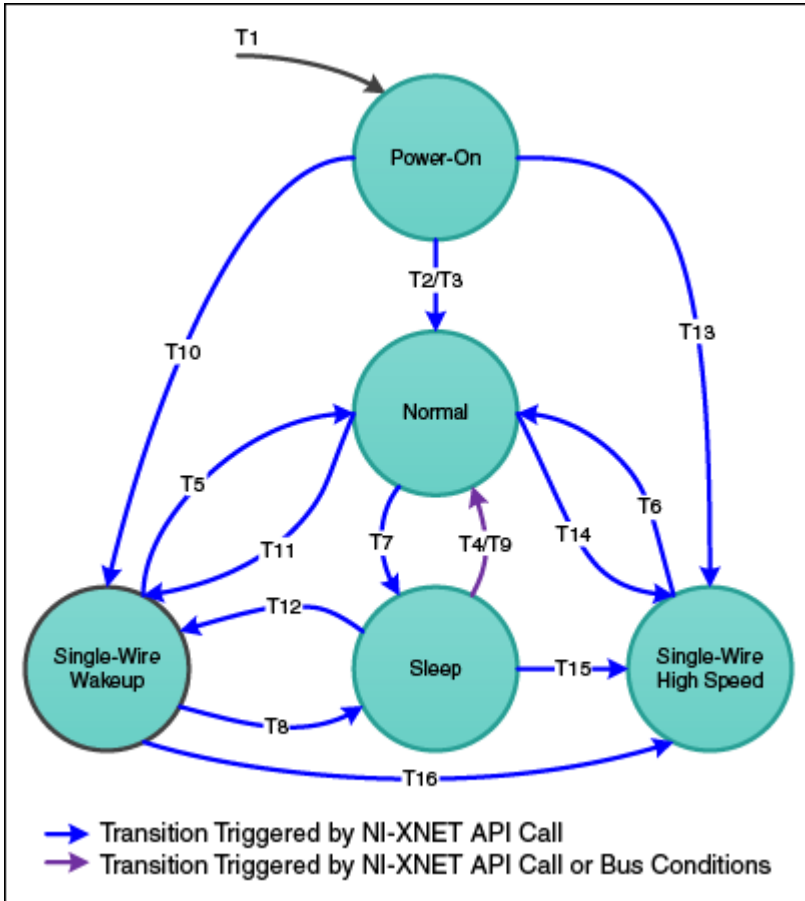 T1
Power-On
T2/T3
T13
T10
Normal
T5
T6
T11
T7
T4/T9
T14
T12
Single-Wire
Wakeup
Sleep
T15
Single-Wire
High Speed
T8
T16
Transition Triggered by NI-XNET API Call
Transition Triggered by NI-XNET API Call or Bus Conditions